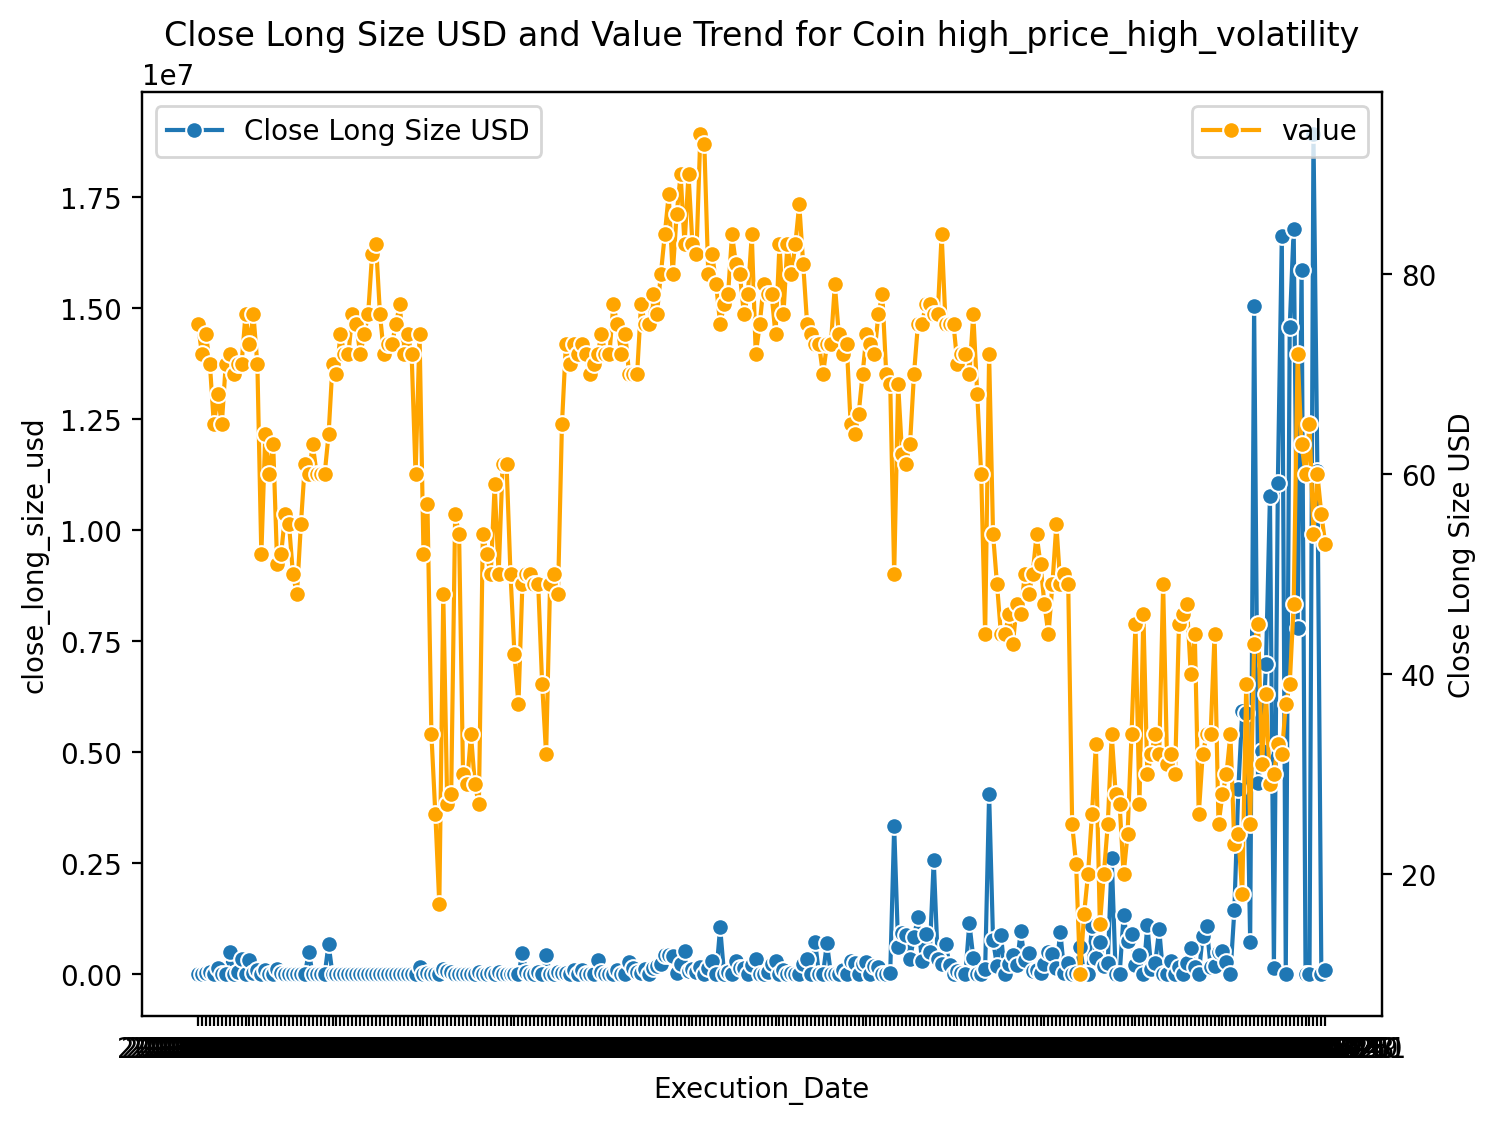 Close Long Size USD and Value Trend for Coin high_price_high_volatility
1e7
Close Long Size USD
value
1.75
1.50
1.25
1.00
0.75
0.50
0.25
0.00
close_long_size_usd
80
60
40
20
Close Long Size USD
Execution_Date